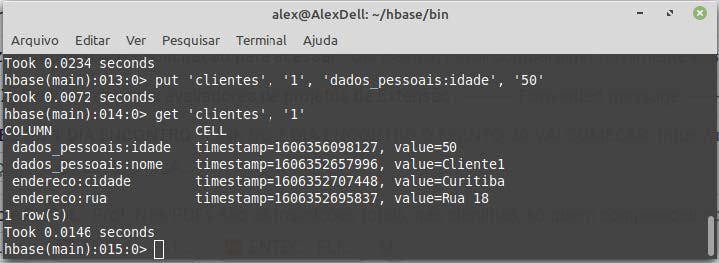 alex@AlexDell: ~/hbase/bin
Arquivo Editar Ver Pesquisar Terminal Ajuda
Took 0.0234 seconds
hbase(main):013:0> put 'clientes', '1', 'dados_pessoais:idade', '50'
Took 0.0072 seconds
hbase(main):014:0> get 'clientes', '1'
COLUMN CELL
dados_pessoais:idade timestamp=1606356098127, value=50
dados_pessoais:nome timestamp=1606352657996, value=Cliente1
endereco:cidade timestamp=1606352707448, value=Curitiba
endereco:rua timestamp=1606352695837, value=Rua 18
1 row(s)
Took 0.0146 seconds
hbase(main):015:0>